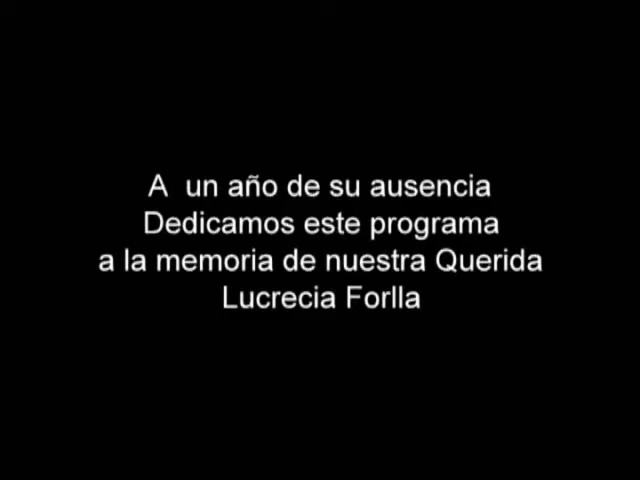 A un año de su ausencia
Dedicamos este programa
a la memoria de nuestra Querida
Lucrecia Forlla